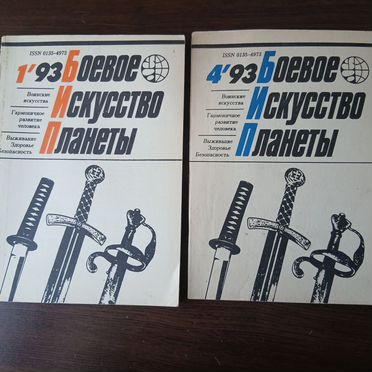 ISSN 0135-4973
1'93
БОЕВОЕ
ИСКУССТВО
ПЛАНЕТЫ
Воинские
искусства
Гармоничное
развитие
человека
Выживание
Здоровье
Безопасность
ISSN 0135-4973
4'93
БОЕВОЕ
ИСКУССТВО
ПЛАНЕТЫ
Воинские
искусства
Гармоничное
развитие
человека
Выживание
Здоровье
Безопасность